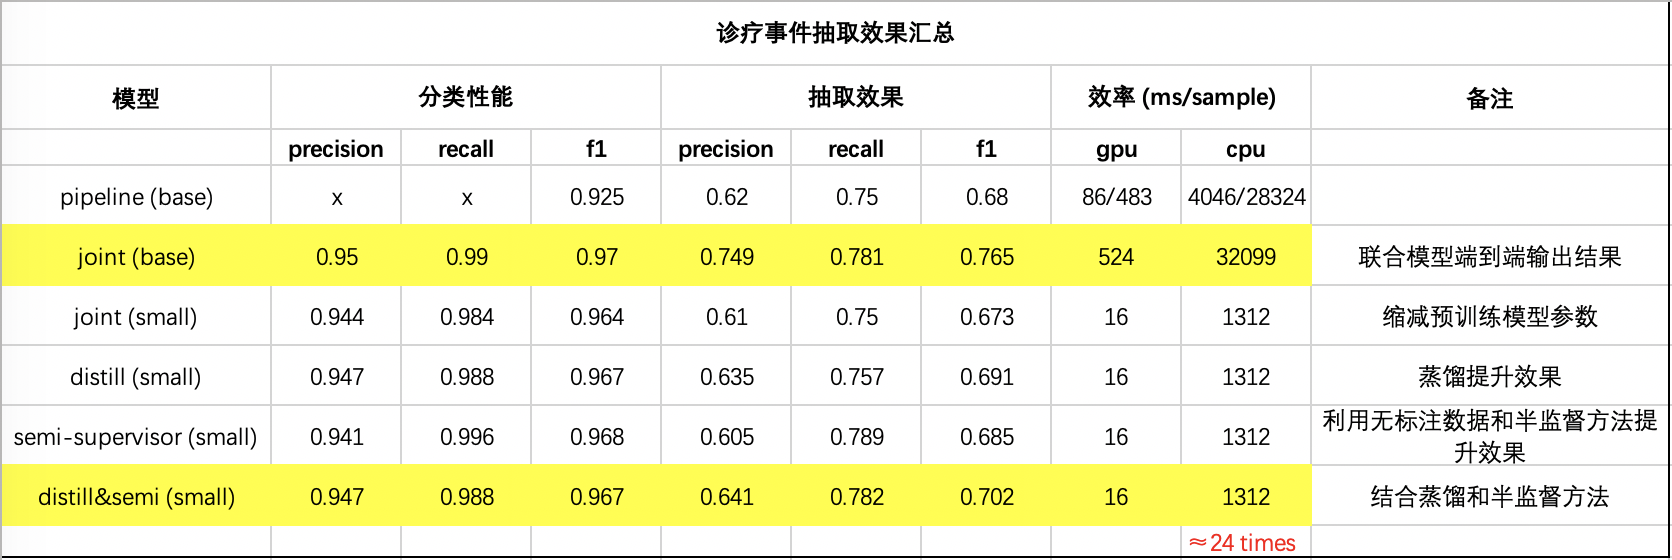 诊疗事件抽取效果汇总
模型 分类性能 抽取效果 效率 (ms/sample) 备注
precision recall f1 precision recall f1 gpu cpu
pipeline (base) x x 0.925 0.62 0.75 0.68 86/483 4046/28324
joint (base) 0.95 0.99 0.97 0.749 0.781 0.765 524 32099 联合模型端到端输出结果
joint (small) 0.944 0.984 0.964 0.61 0.75 0.673 16 1312 缩减预训练模型参数
distill (small) 0.947 0.988 0.967 0.635 0.757 0.691 16 1312 蒸馏提升效果
semi-supervisor (small) 0.941 0.996 0.968 0.605 0.789 0.685 16 1312 利用无标注数据和半监督方法提
升效果
distill&semi (small) 0.947 0.988 0.967 0.641 0.782 0.702 16 1312 结合蒸馏和半监督方法
≈24 times